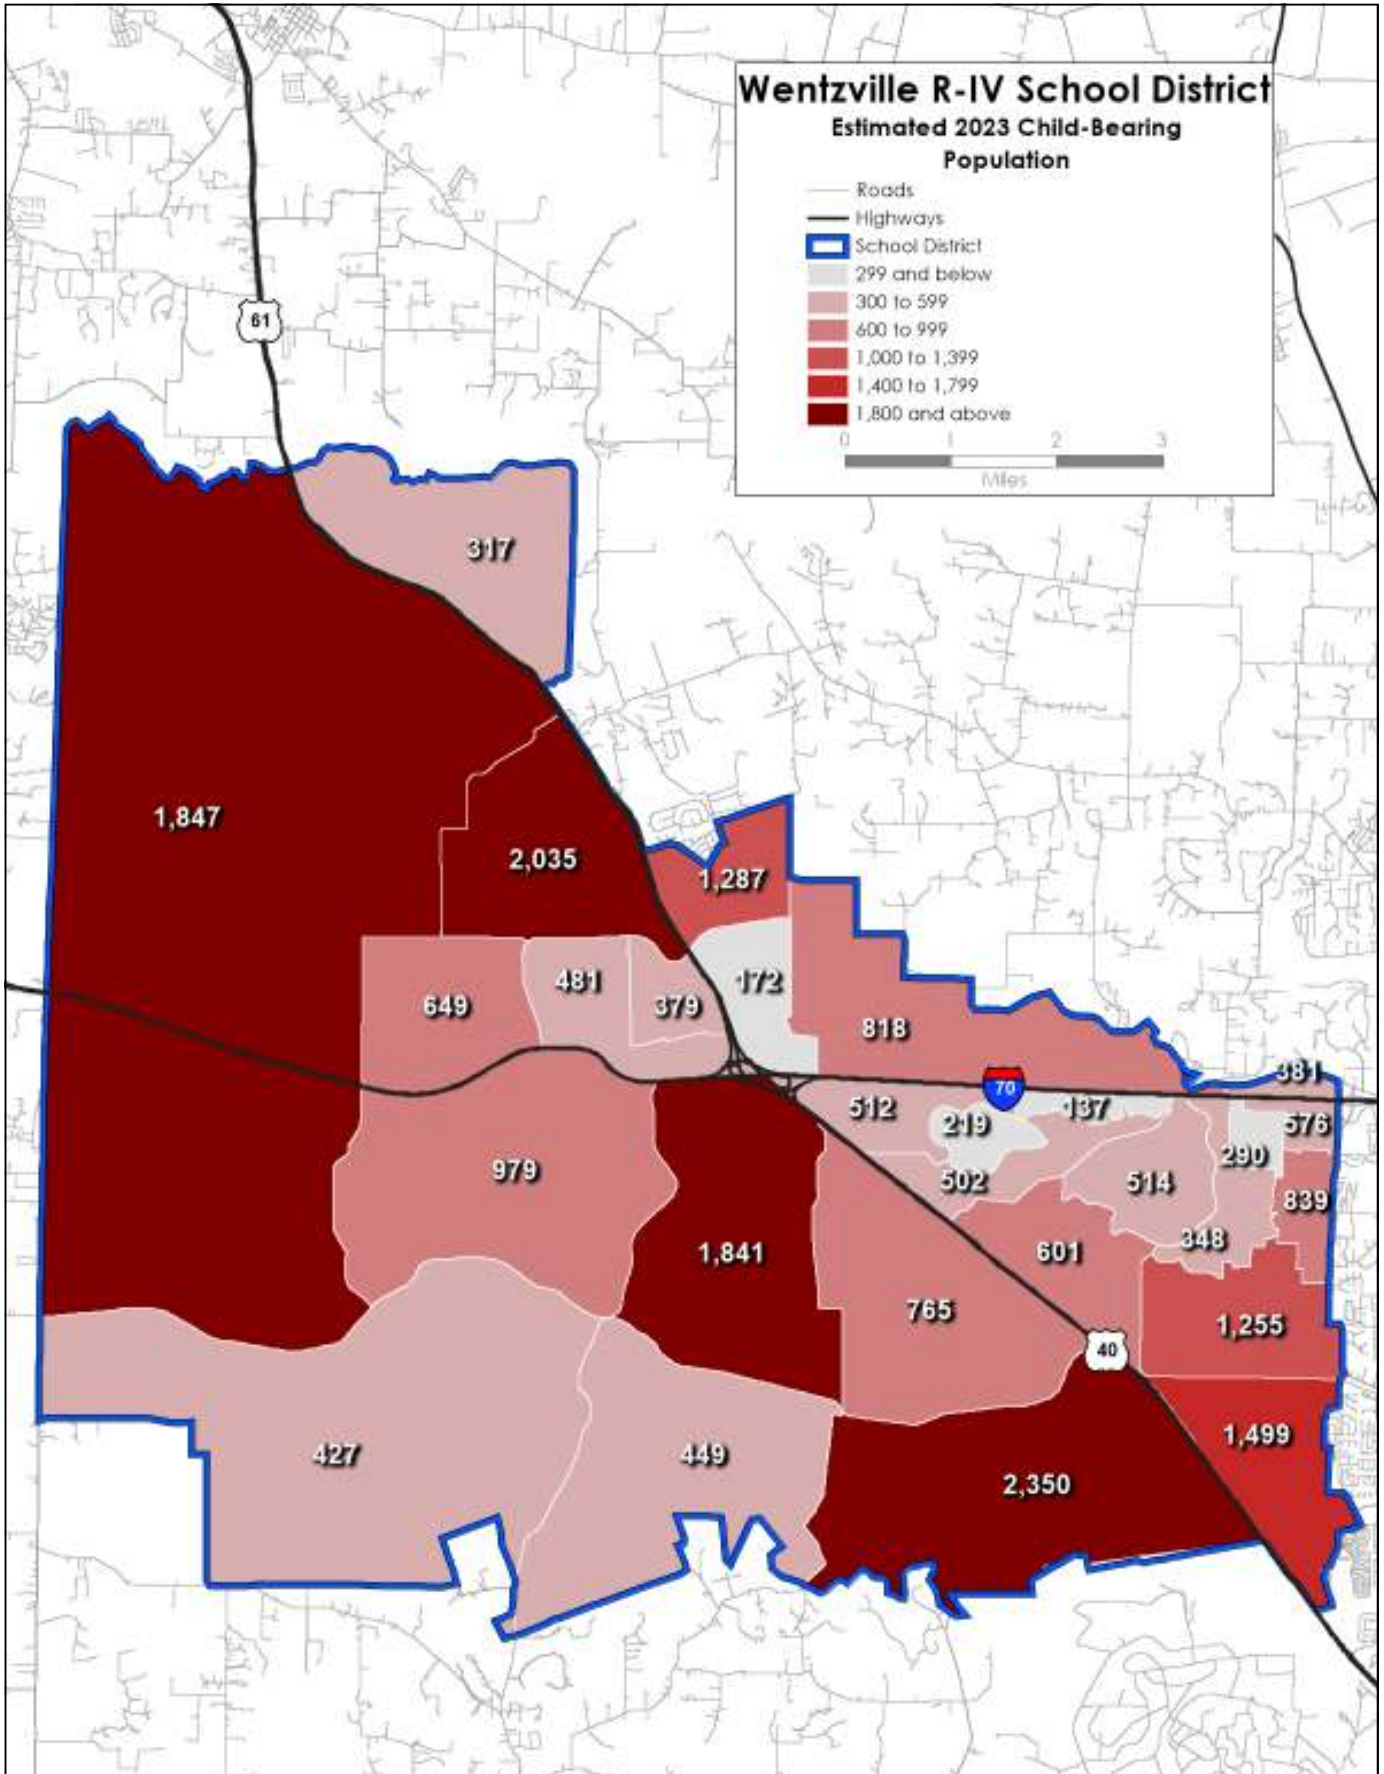 Wentzville R-IV School District
Estimated 2023 Child-Bearing
Population
Roads
Highways
School District
299 and below
300 to 599
600 to 999
1,000 to 1,399
1,400 to 1,799
1,800 and above
0 1 2 3
Miles
61
317
1,847
2,035
1,287
481
172
649
379
818
381
70
512
137
219
576
290
979
502
514
839
1,841
601
348
765
1,255
40
427
449
1,499
2,350